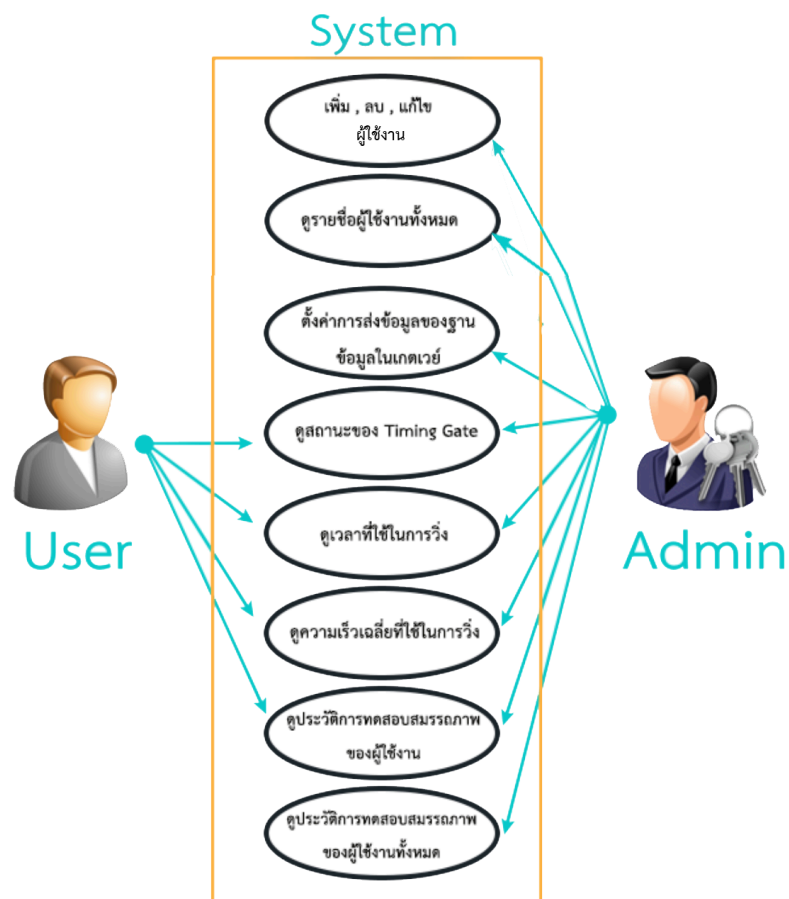 System
เพิ่ม , ลบ , แก้ไข
ผู้ใช้งาน
ดูรายชื่อผู้ใช้งานทั้งหมด
ตั้งค่าการส่งข้อมูลของฐาน
ข้อมูลในเกตเวย์
ดูสถานะของ Timing Gate
ดูเวลาที่ใช้ในการวิ่ง
ดูความเร็วเฉลี่ยที่ใช้ในการวิ่ง
ดูประวัติการทดสอบสมรรถภาพ
ของผู้ใช้งาน
ดูประวัติการทดสอบสมรรถภาพ
ของผู้ใช้งานทั้งหมด
User
Admin